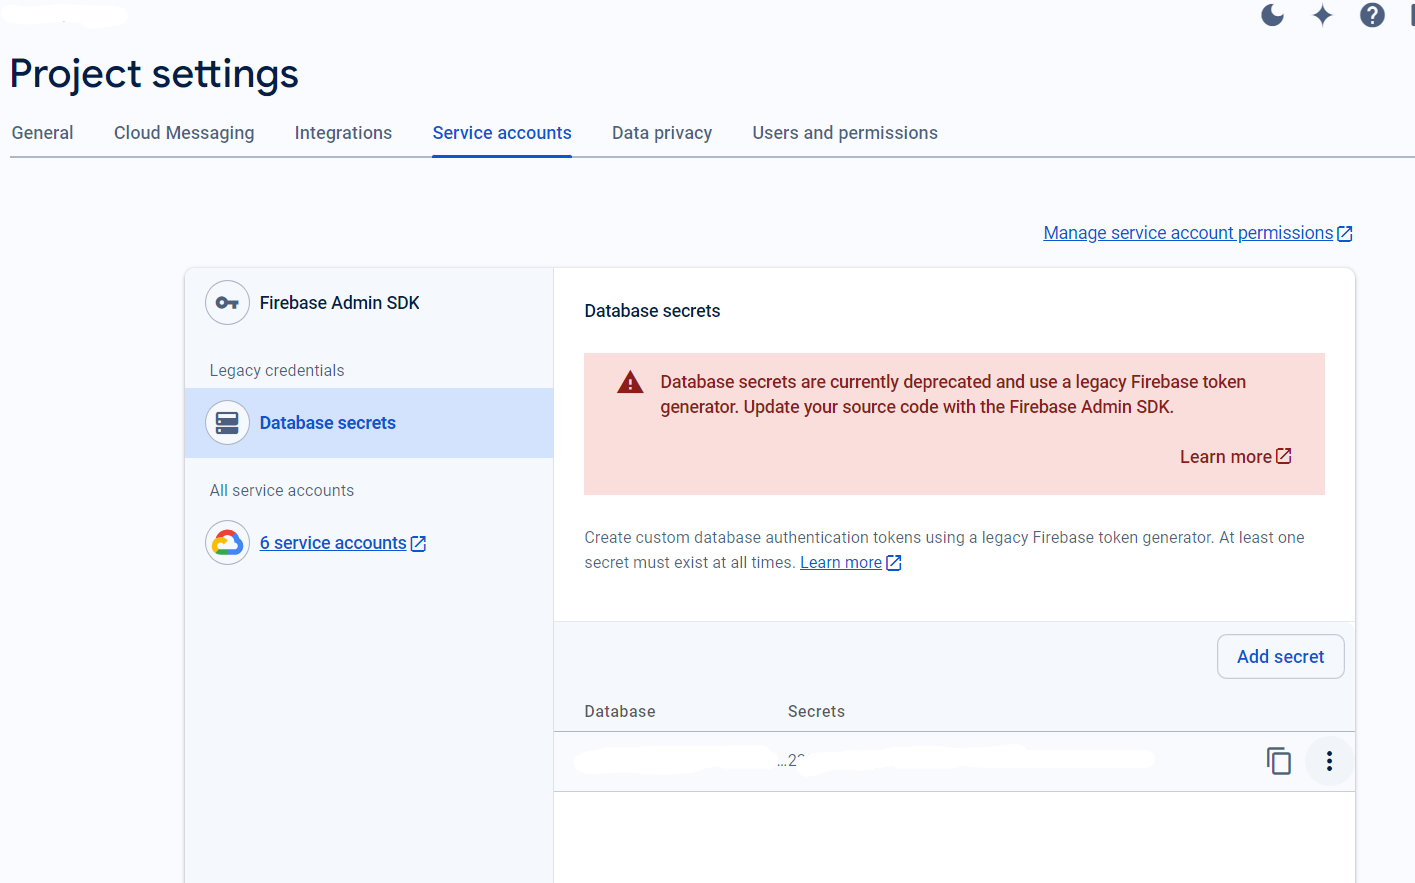 Project settings
General Cloud Messaging Integrations Service accounts Data privacy Users and permissions
Manage service account permissions
Firebase Admin SDK
Legacy credentials
Database secrets
All service accounts
6 service accounts
Database secrets
Database secrets are currently deprecated and use a legacy Firebase token
generator. Update your source code with the Firebase Admin SDK.
Learn more
Create custom database authentication tokens using a legacy Firebase token generator. At least one
secret must exist at all times. Learn more
Add secret
Database Secrets